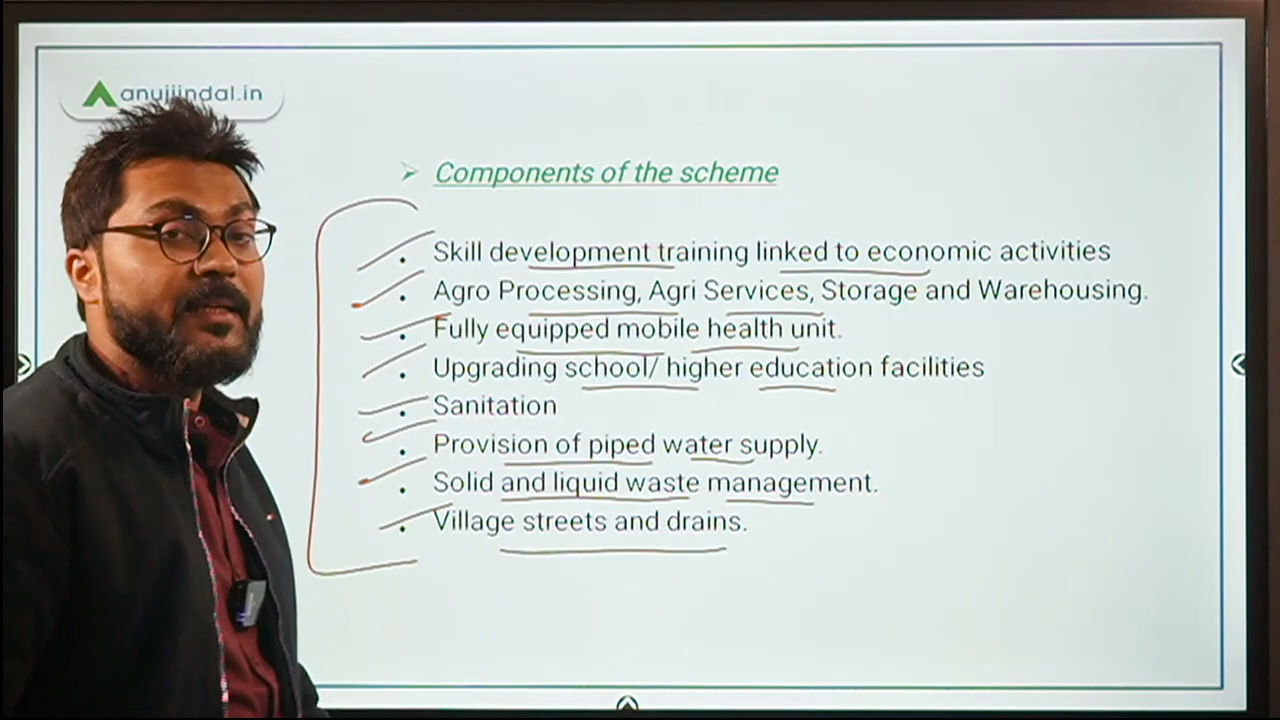 anujjindal.in
Components of the scheme
Skill development training linked to economic activities
Agro Processing, Agri Services, Storage and Warehousing.
Fully equipped mobile health unit.
Upgrading school/ higher education facilities
Sanitation
Provision of piped water supply.
Solid and liquid waste management.
Village streets and drains.